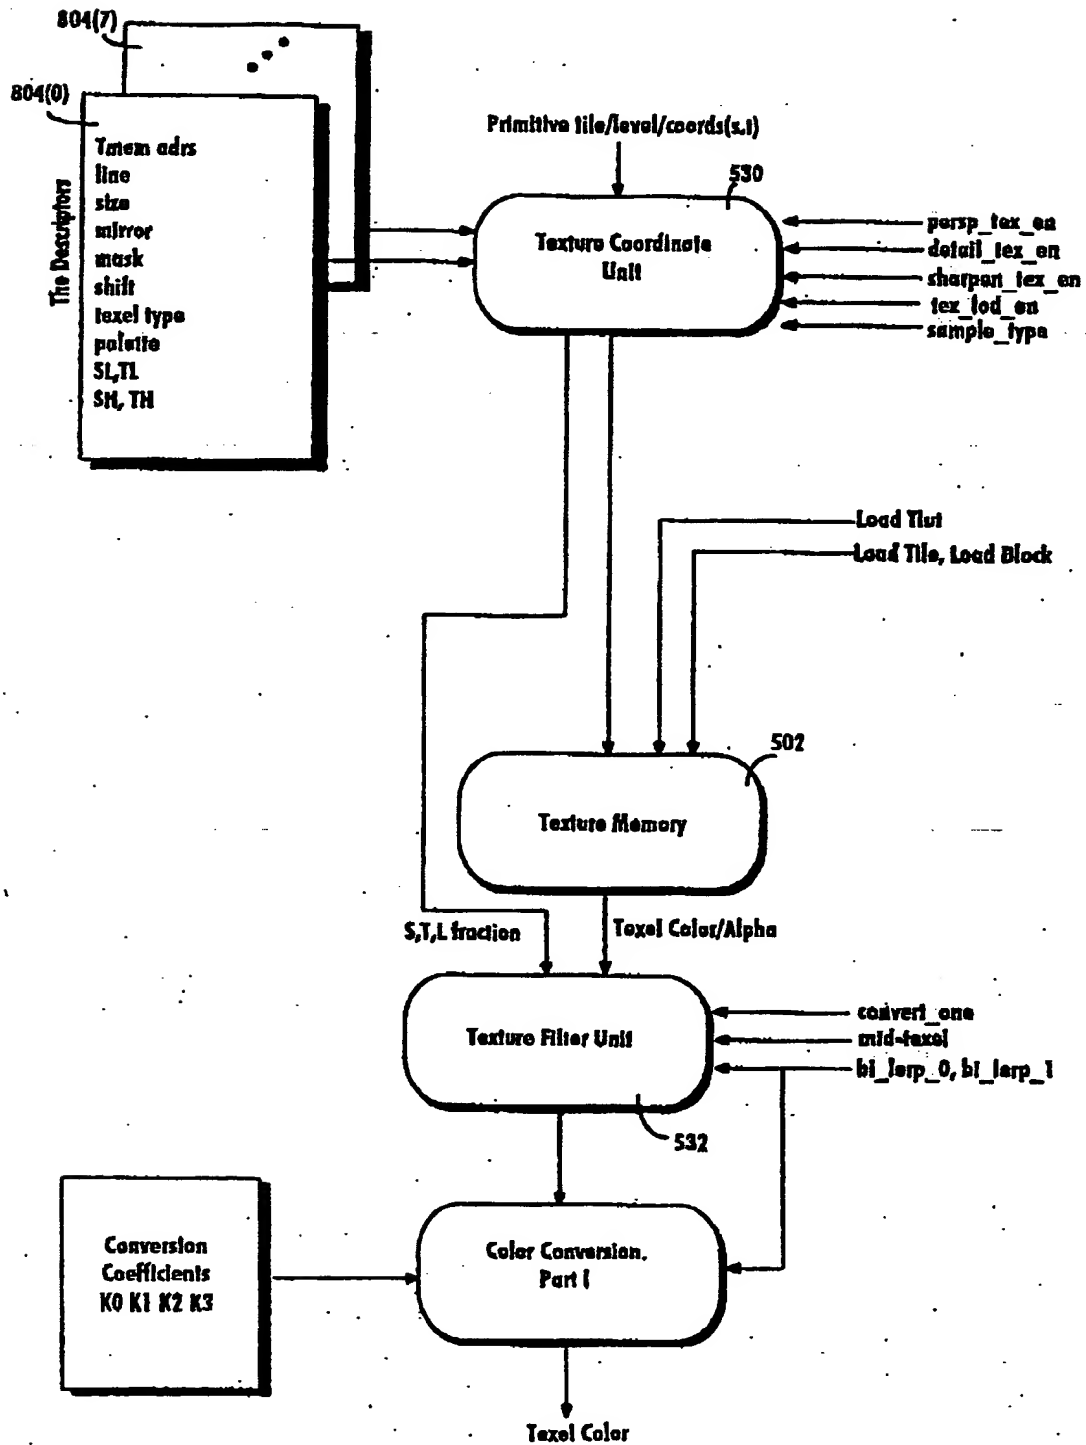 804(7)
804(0)
Tmem adrs
line
size
mirror
mask
shift
texel type
palette
SL,TL
SH, TH
The Descriptors
Primitive tile/level/coords(s,t)
530
Texture Coordinate
Unit
persp_tex_en
detail_tex_en
sharpen_tex_en
tex_lod_en
sample_type
Load Tlut
Load Tile, Load Block
502
Texture Memory
S,T,L fraction
Texel Color/Alpha
Texture Filter Unit
convert_one
mid-texel
bi_lerp_0, bi_lerp_1
532
Conversion
Coefficients
K0 K1 K2 K3
Color Conversion,
Part I
Texel Color